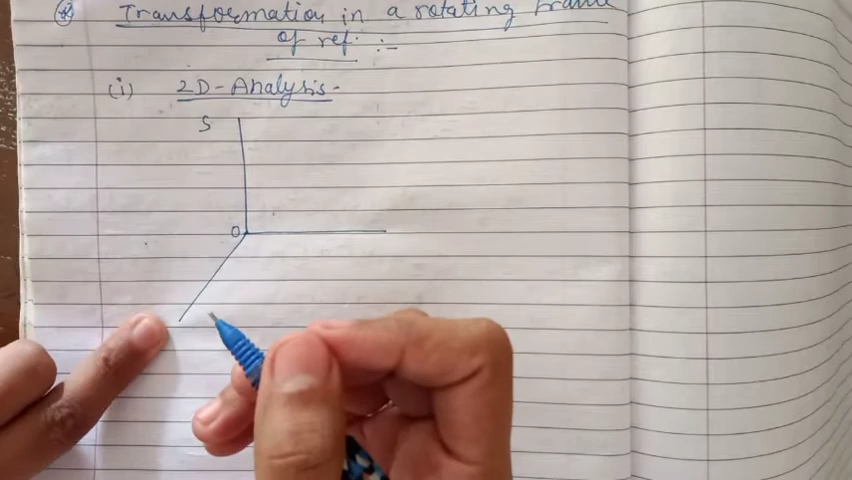 Transformation in a rotating frame
of ref. :-
(i) 2D-Analysis-
S
O